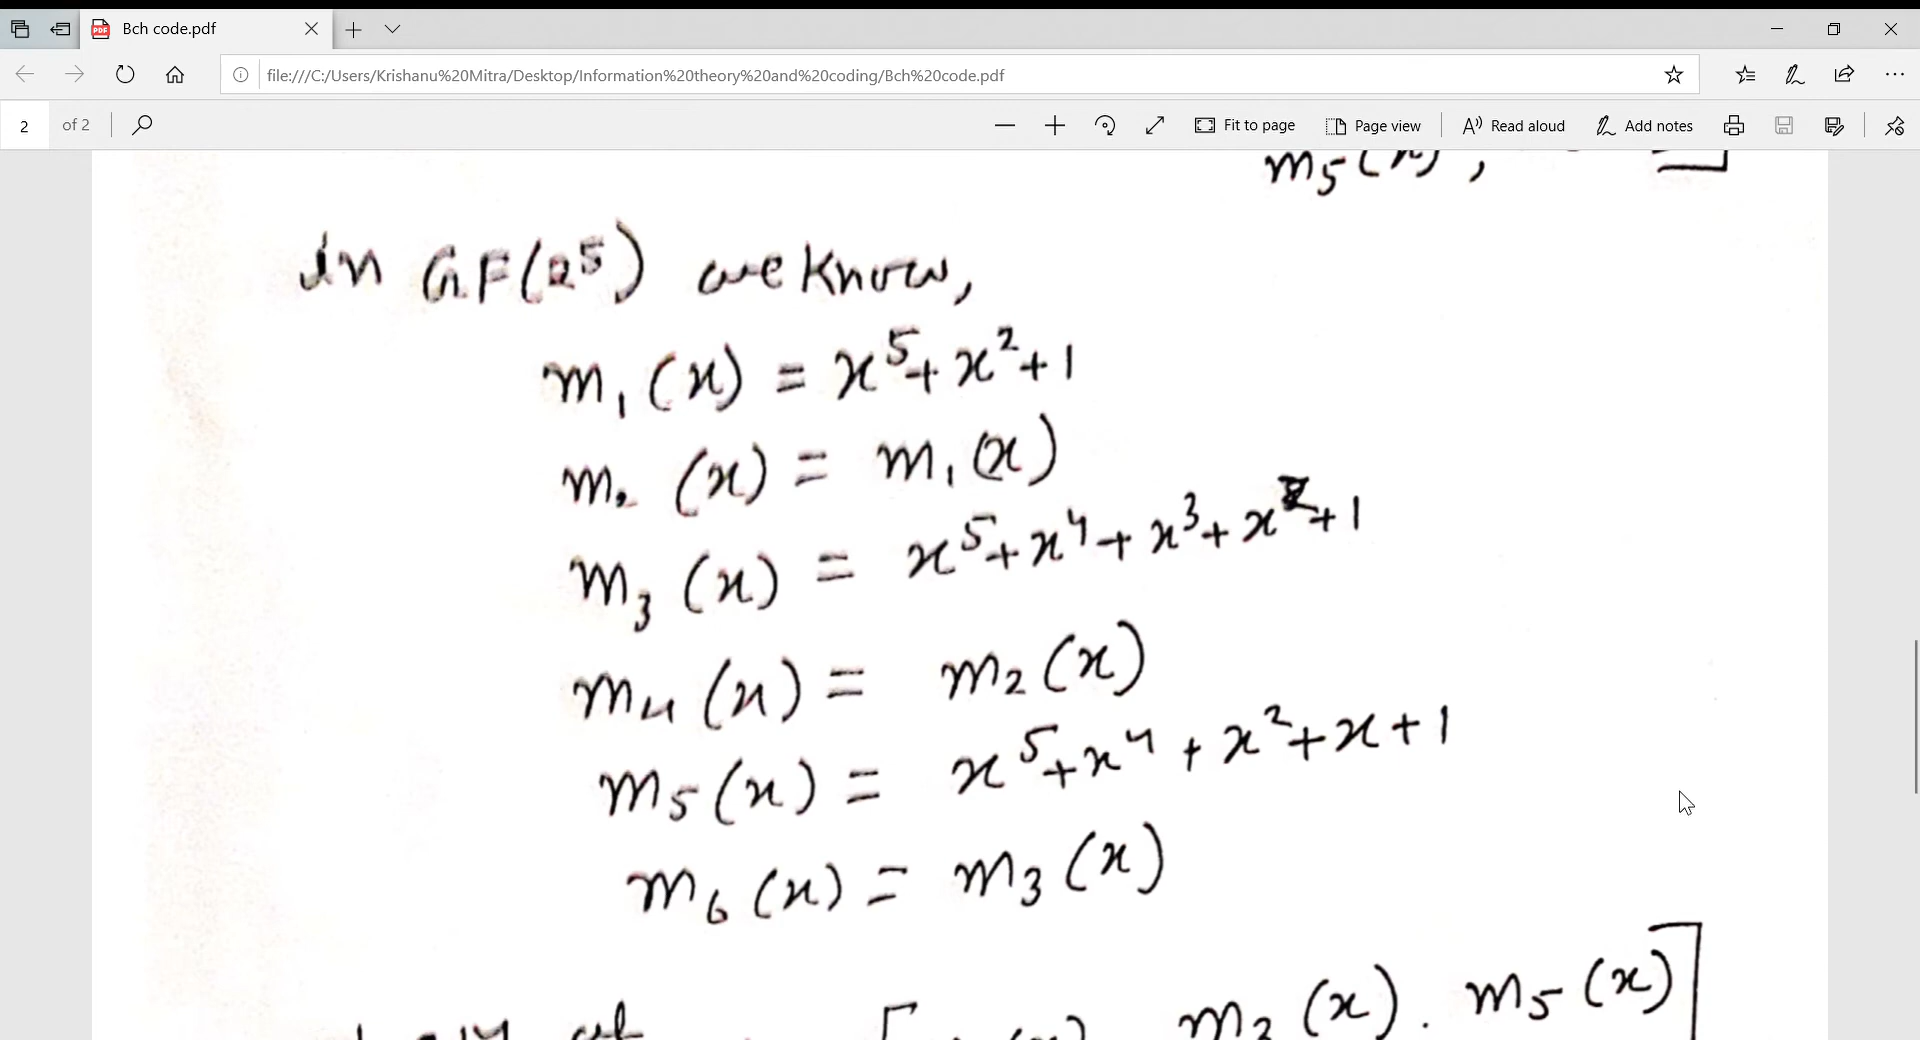 Bch code.pdf
file:///C:/Users/Krishanu%20Mitra/Desktop/Information%20theory%20and%20coding/Bch%20code.pdf
2 of 2 Fit to page Page view Read aloud Add notes
m₅(x),
in GF(2⁵) we know,
m₁(x) = x⁵+x²+1
m₂(x) = m₁(x)
m₃(x) = x⁵+x⁴+x³+x²+1
m₄(x) = m₂(x)
m₅(x) = x⁵+x⁴+x²+x+1
m₆(x) = m₃(x)
m₃(x). m₅(x)]